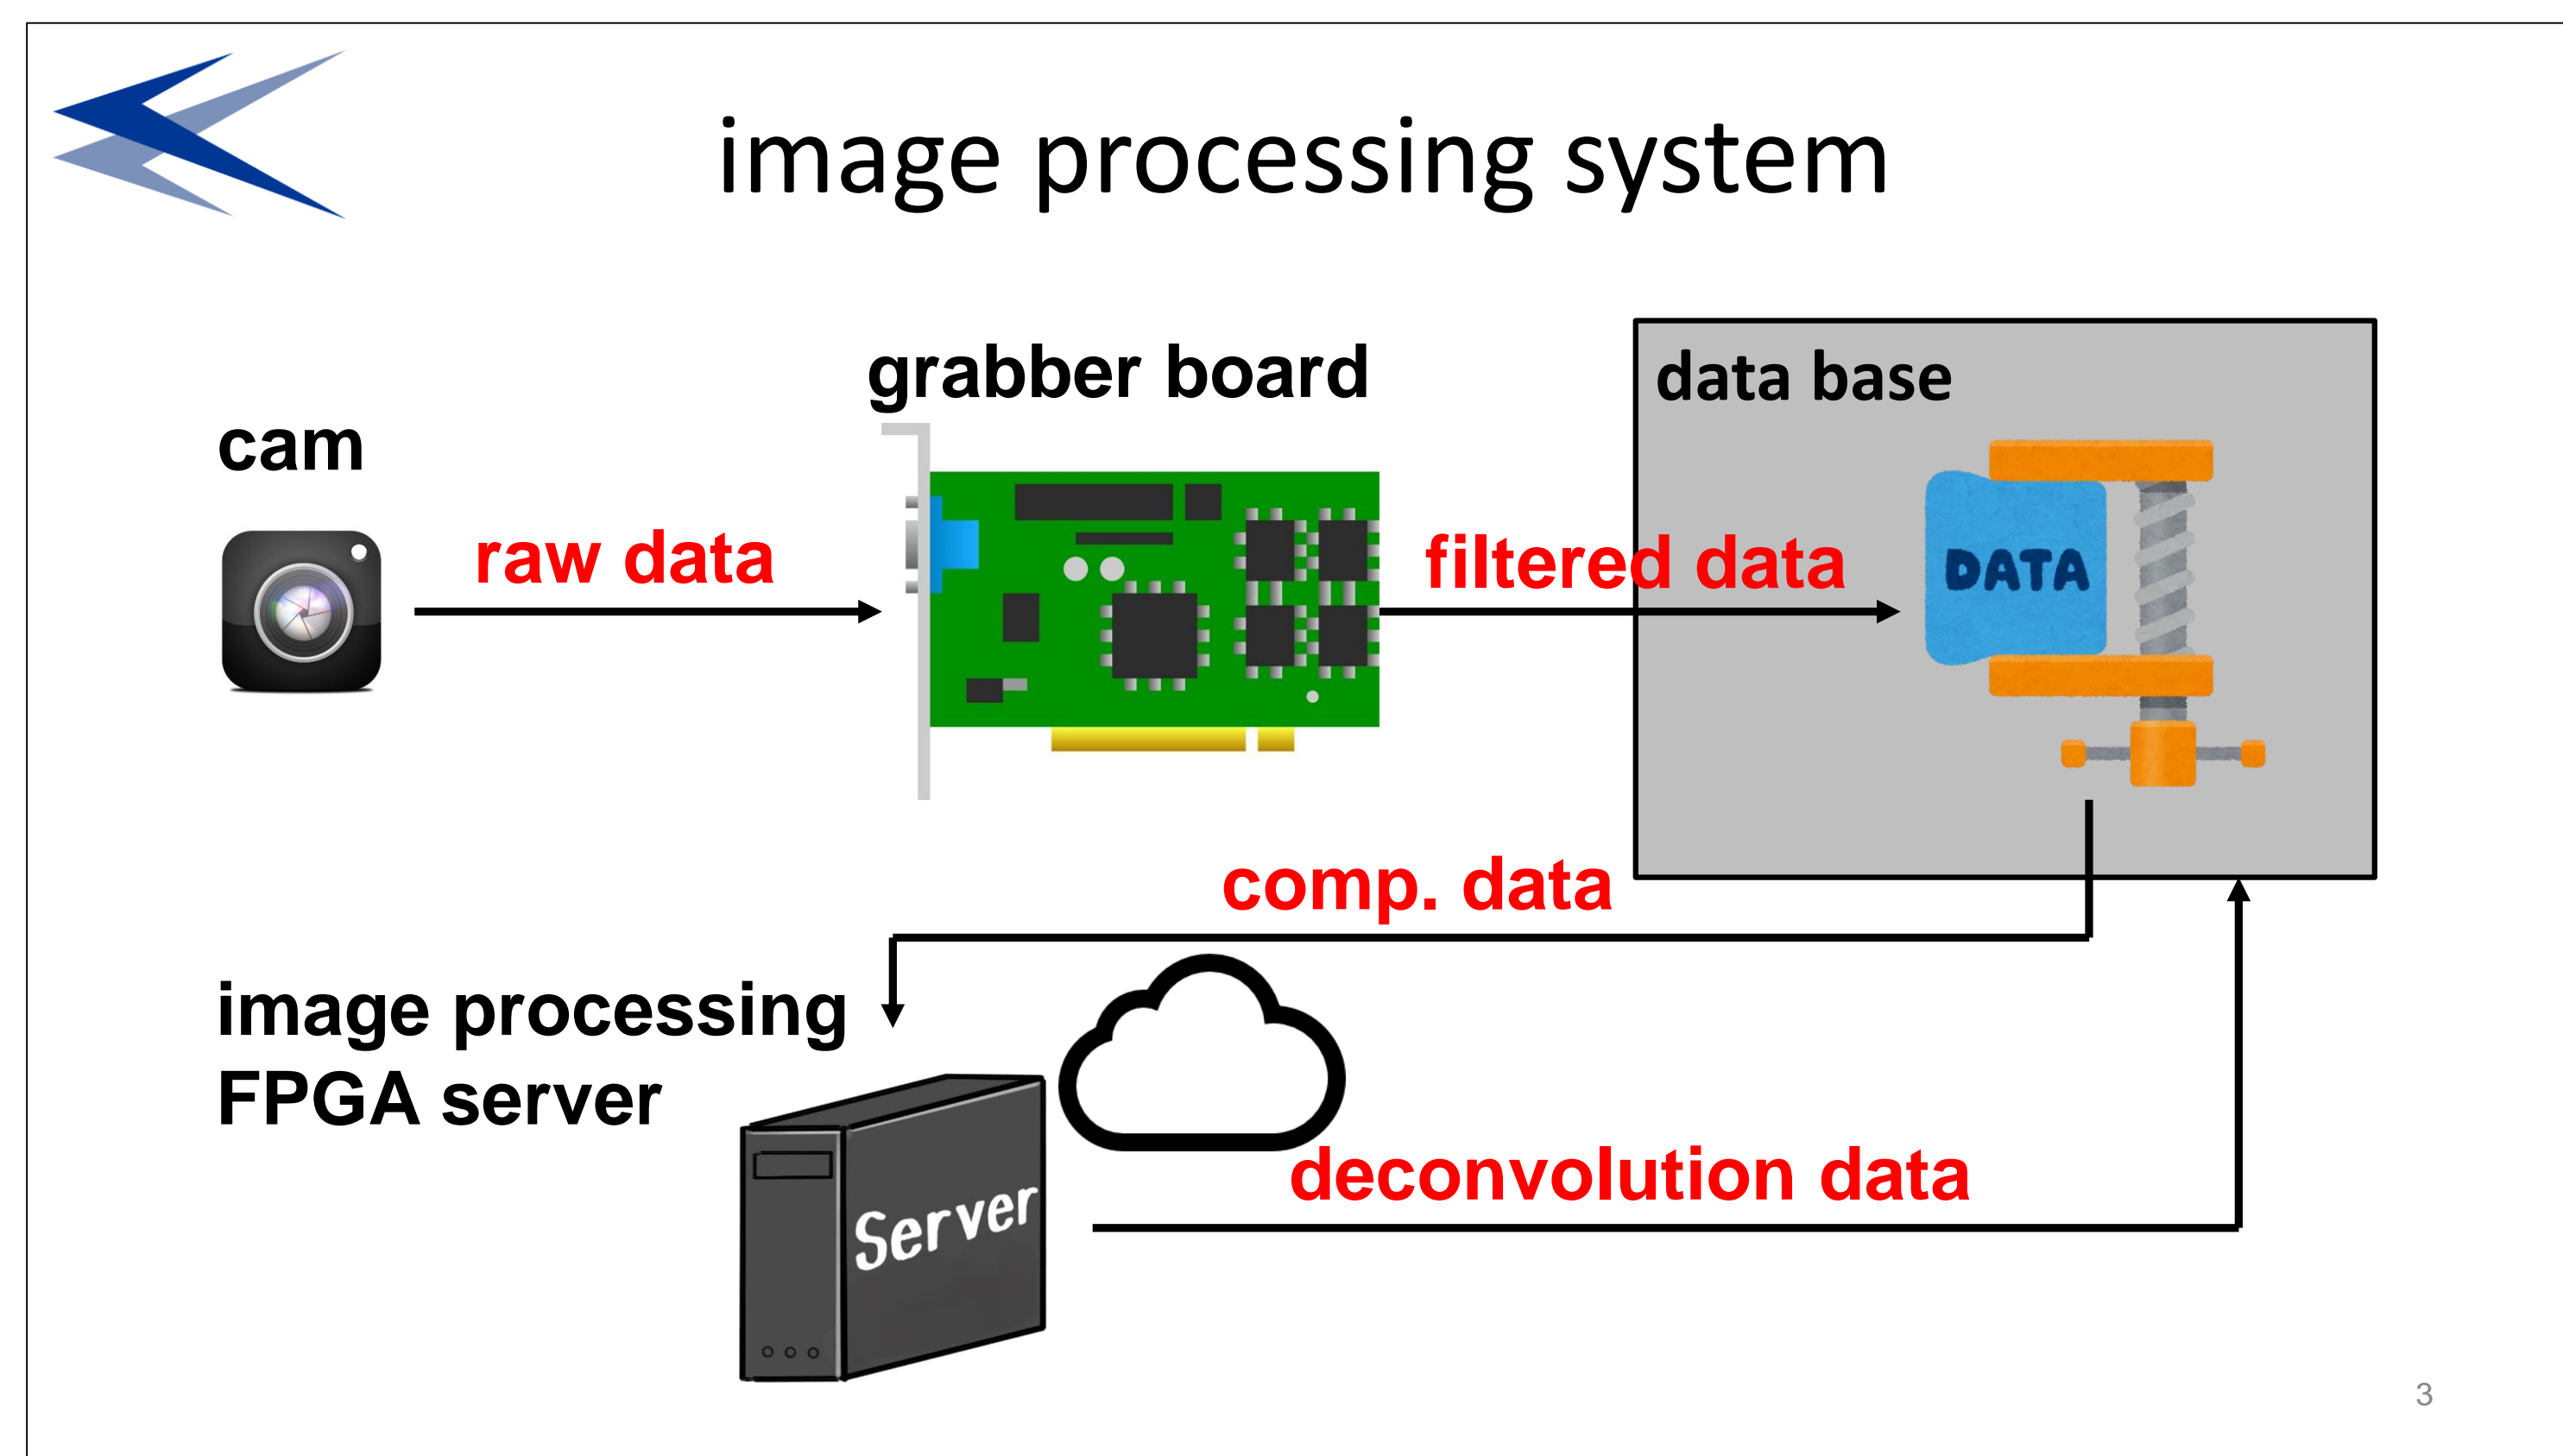 image processing system
grabber board
data base
cam
raw data
filtered data
DATA
comp. data
image processing
FPGA server
deconvolution data
Server
3